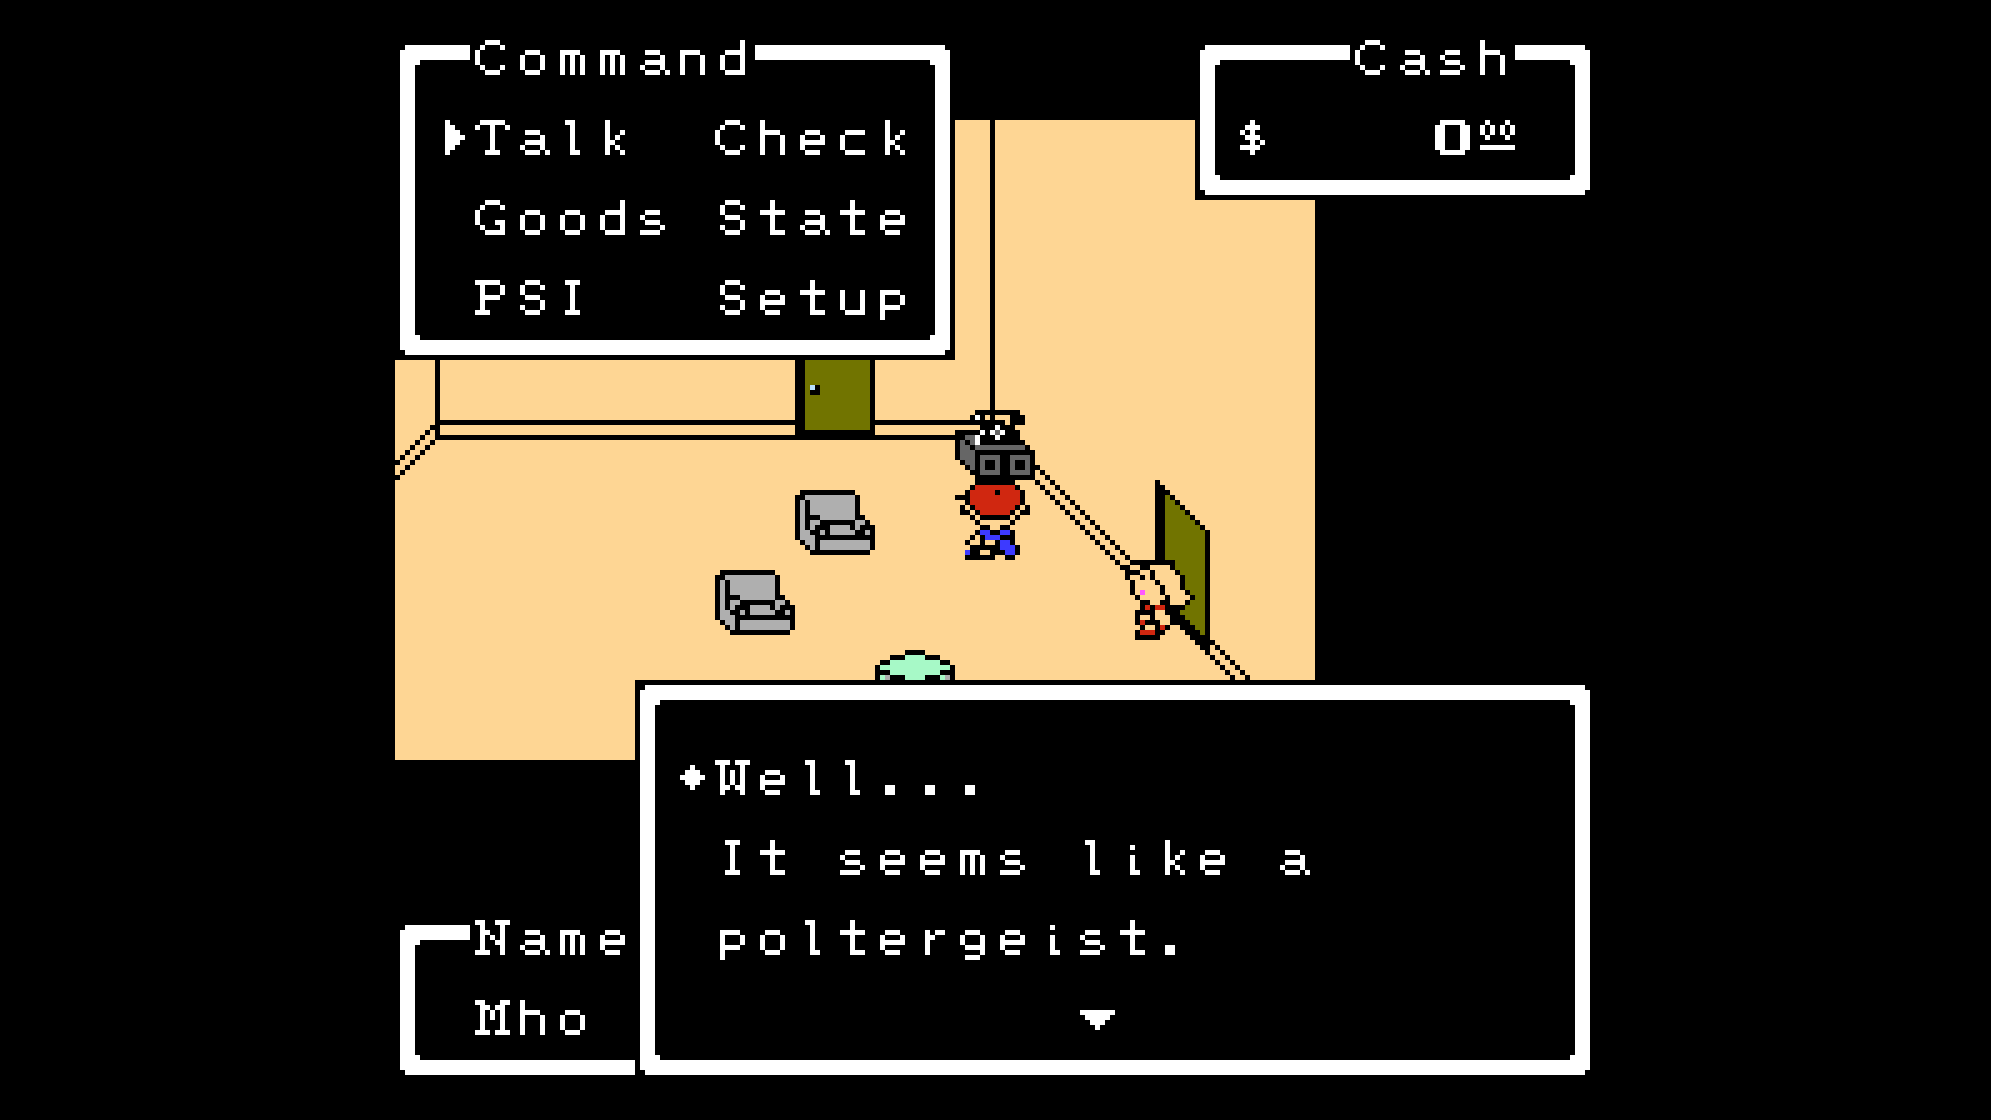 Command
Talk Check
Goods State
PSI Setup
Cash
$ 000
Well...
It seems like a
poltergeist.
Name
Mho